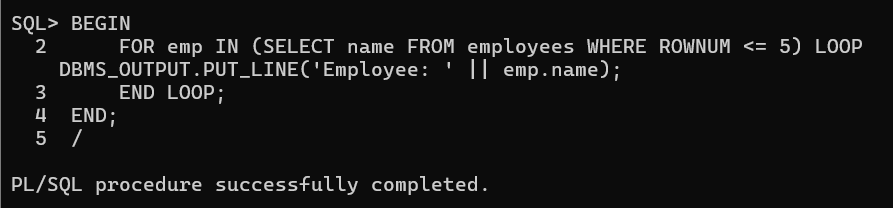 SQL> BEGIN
  2      FOR emp IN (SELECT name FROM employees WHERE ROWNUM <= 5) LOOP
    DBMS_OUTPUT.PUT_LINE('Employee: ' || emp.name);
  3      END LOOP;
  4  END;
  5  /
PL/SQL procedure successfully completed.